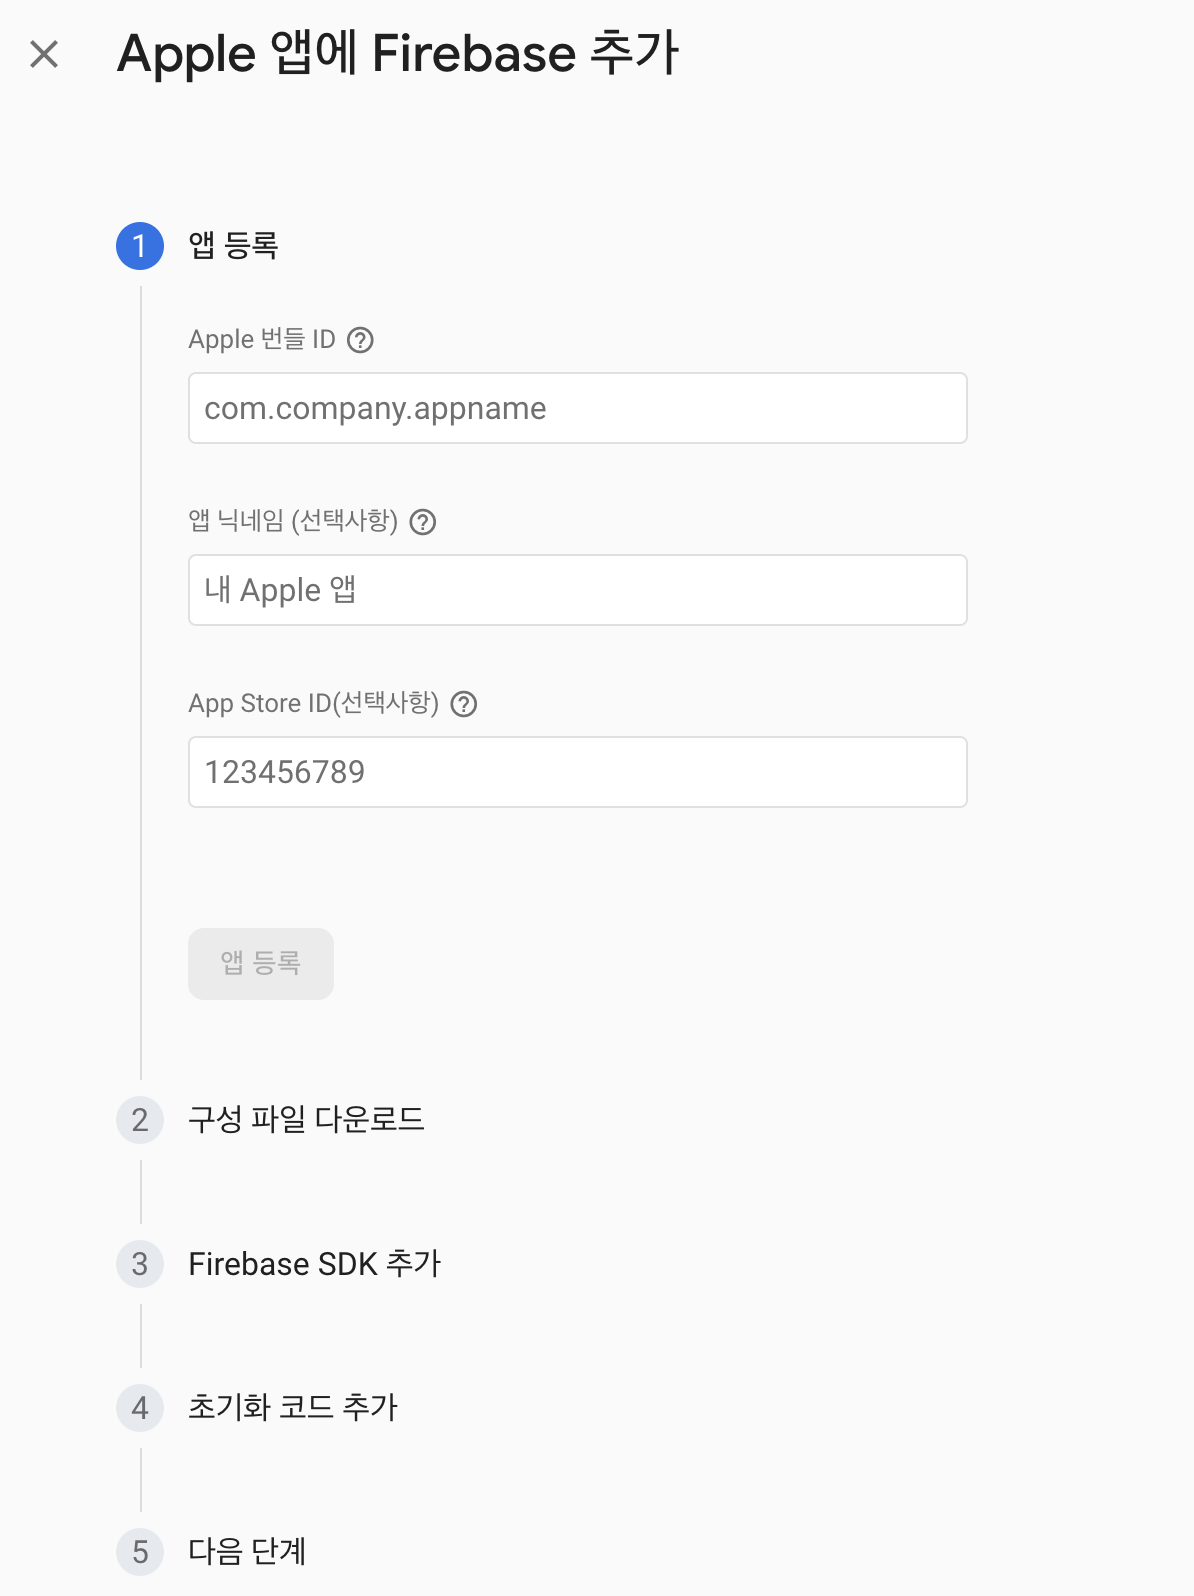 Apple 앱에 Firebase 추가
1 앱 등록
Apple 번들 ID
com.company.appname
앱 닉네임 (선택사항)
내 Apple 앱
App Store ID(선택사항)
123456789
앱 등록
2 구성 파일 다운로드
3 Firebase SDK 추가
4 초기화 코드 추가
5 다음 단계